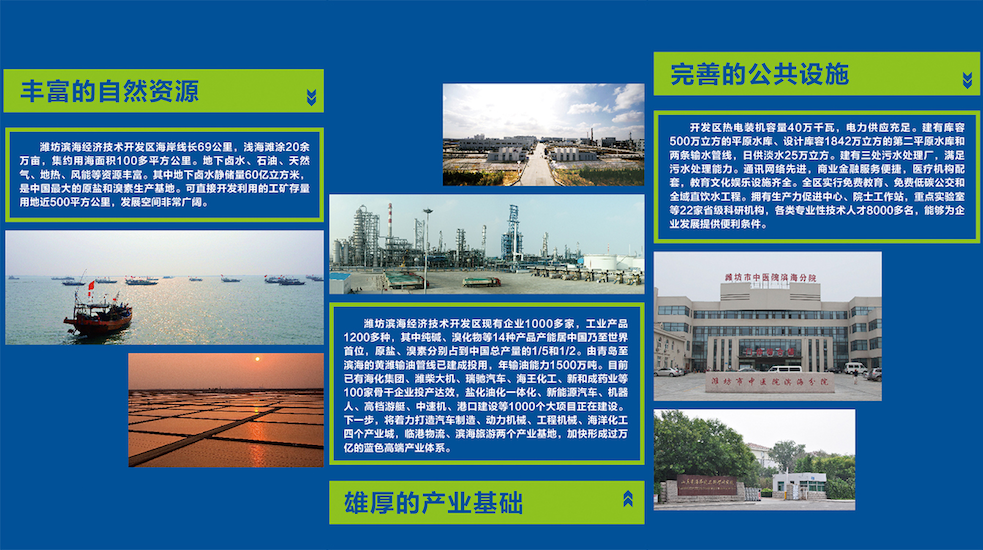 丰富的自然资源
潍坊滨海经济技术开发区海岸线长69公里，浅海滩涂20余
万亩，集约用海面积100多平方公里。地下卤水、石油、天然
气、地热、风能等资源丰富。其中地下卤水静储量60亿立方米，
是中国最大的原盐和溴素生产基地。可直接开发利用的工矿存量
用地近500平方公里，发展空间非常广阔。
潍坊滨海经济技术开发区现有企业1000多家，工业产品
1200多种，其中纯碱、溴化物等14种产品产能居中国乃至世界
首位，原盐、溴素分别占到中国总产量的1/5和1/2。由青岛至
滨海的黄潍输油管线已建成投用，年输油能力1500万吨。目前
已有海化集团、潍柴大机、瑞驰汽车、海王化工、新和成药业等
100家骨干企业投产达效，盐化油化一体化、新能源汽车、机器
人、高档游艇、中速机、港口建设等1000个大项目正在建设。
下一步，将着力打造汽车制造、动力机械、工程机械、海洋化工
四个产业城，临港物流、滨海旅游两个产业基地，加快形成过万
亿的蓝色高端产业体系。
雄厚的产业基础
完善的公共设施
开发区热电装机容量40万千瓦，电力供应充足。建有库容
500万立方的平原水库、设计库容1842万立方的第二平原水库和
两条输水管线，日供淡水25万立方。建有三处污水处理厂，满足
污水处理能力。通讯网络先进，商业金融服务便捷，医疗机构配
套，教育文化娱乐设施齐全。全区实行免费教育、免费低碳公交和
全域直饮水工程。拥有生产力促进中心、院士工作站，重点实验室
等22家省级科研机构，各类专业性技术人才8000多名，能够为企
业发展提供便利条件。
潍坊市中医院滨海分院
潍坊市中医院滨海分院